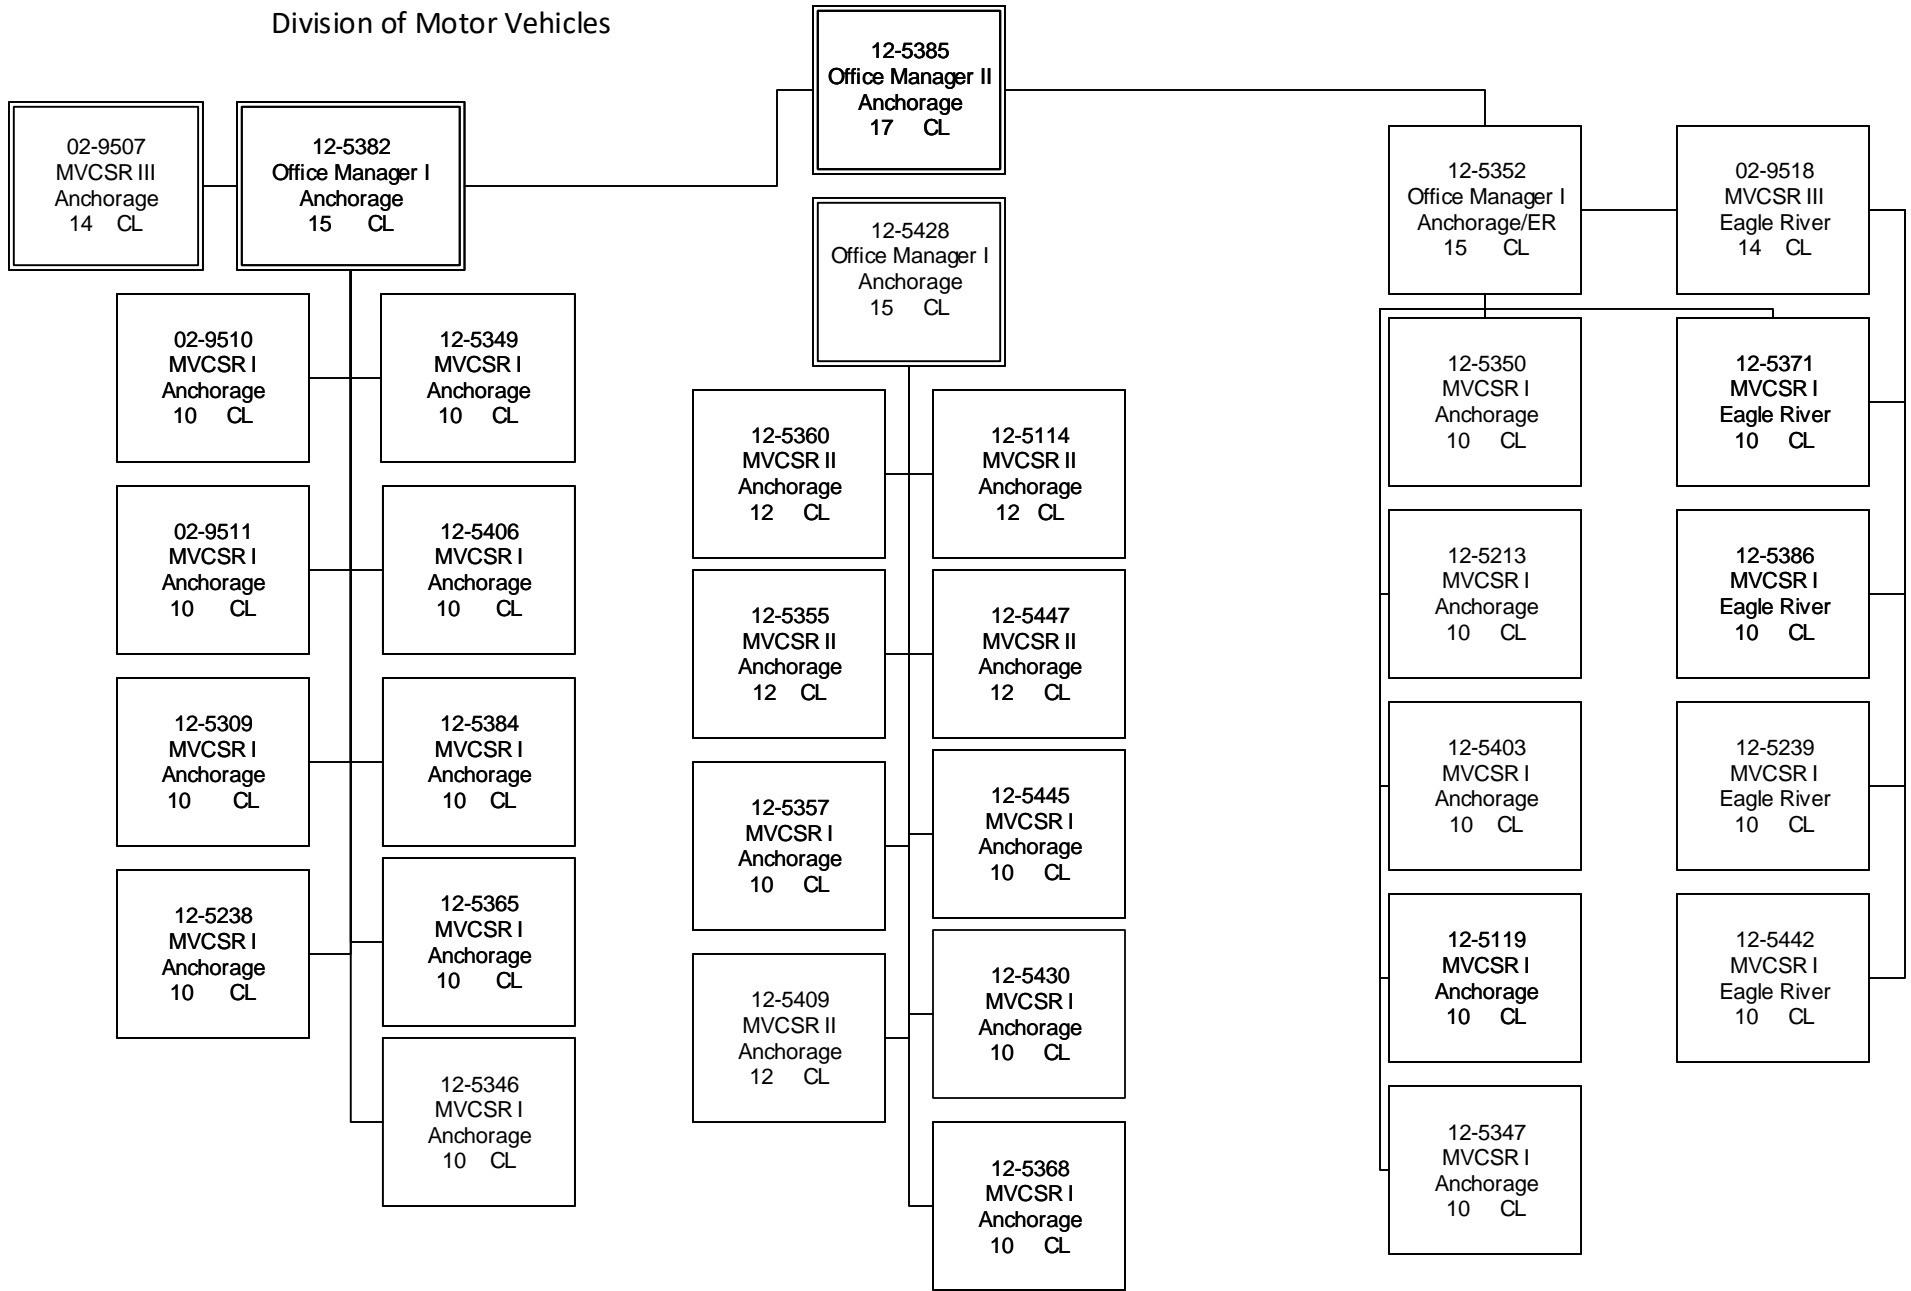 Division of Motor Vehicles
12-5385
Office Manager II
Anchorage
17 CL
02-9507
MVCSR III
Anchorage
14 CL
12-5382
Office Manager I
Anchorage
15 CL
12-5428
Office Manager I
Anchorage
15 CL
12-5352
Office Manager I
Anchorage/ER
15 CL
02-9518
MVCSR III
Eagle River
14 CL
02-9510
MVCSR I
Anchorage
10 CL
12-5349
MVCSR I
Anchorage
10 CL
02-9511
MVCSR I
Anchorage
10 CL
12-5406
MVCSR I
Anchorage
10 CL
12-5309
MVCSR I
Anchorage
10 CL
12-5384
MVCSR I
Anchorage
10 CL
12-5238
MVCSR I
Anchorage
10 CL
12-5365
MVCSR I
Anchorage
10 CL
12-5346
MVCSR I
Anchorage
10 CL
12-5360
MVCSR II
Anchorage
12 CL
12-5114
MVCSR II
Anchorage
12 CL
12-5355
MVCSR II
Anchorage
12 CL
12-5447
MVCSR II
Anchorage
12 CL
12-5357
MVCSR I
Anchorage
10 CL
12-5445
MVCSR I
Anchorage
10 CL
12-5409
MVCSR II
Anchorage
12 CL
12-5430
MVCSR I
Anchorage
10 CL
12-5368
MVCSR I
Anchorage
10 CL
12-5350
MVCSR I
Anchorage
10 CL
12-5371
MVCSR I
Eagle River
10 CL
12-5213
MVCSR I
Anchorage
10 CL
12-5386
MVCSR I
Eagle River
10 CL
12-5403
MVCSR I
Anchorage
10 CL
12-5239
MVCSR I
Eagle River
10 CL
12-5119
MVCSR I
Anchorage
10 CL
12-5442
MVCSR I
Eagle River
10 CL
12-5347
MVCSR I
Anchorage
10 CL